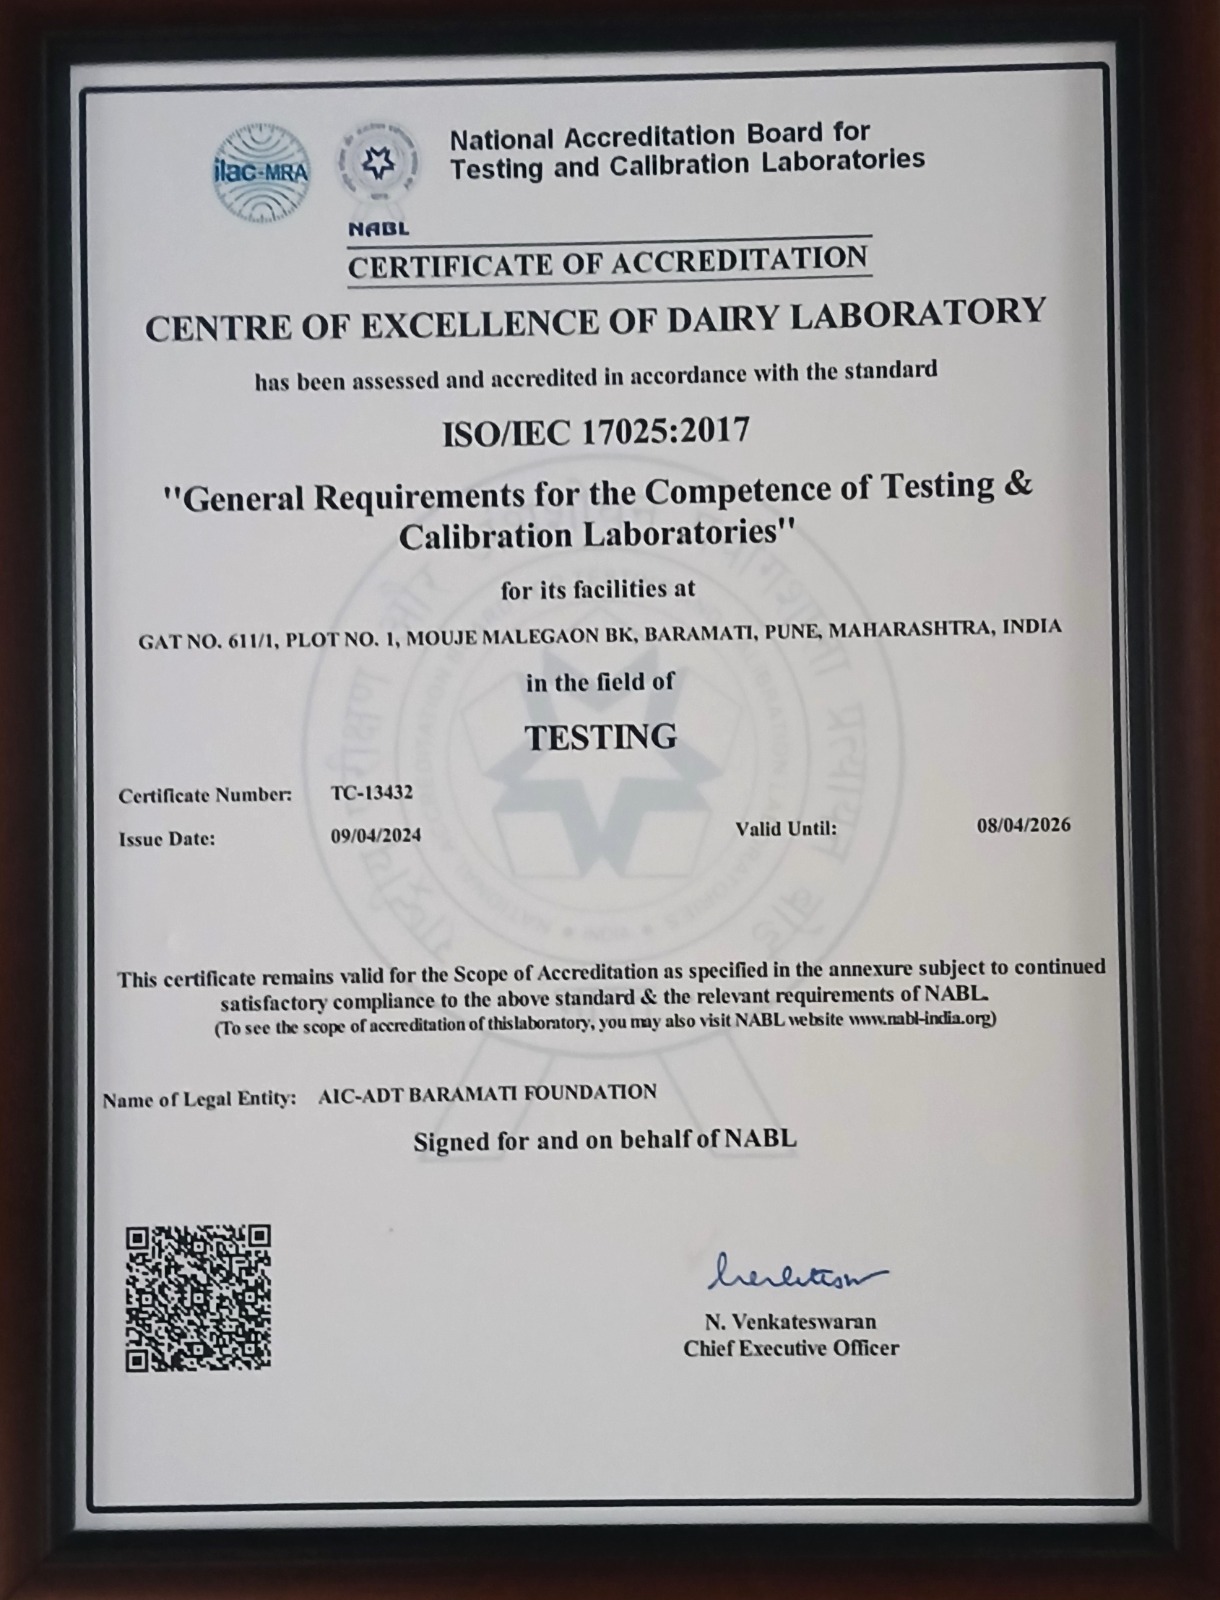 ilac-MRA
NABL
National Accreditation Board for
Testing and Calibration Laboratories
CERTIFICATE OF ACCREDITATION
CENTRE OF EXCELLENCE OF DAIRY LABORATORY
has been assessed and accredited in accordance with the standard
ISO/IEC 17025:2017
"General Requirements for the Competence of Testing &
Calibration Laboratories"
for its facilities at
GAT NO. 611/1, PLOT NO. 1, MOUJE MALEGAON BK, BARAMATI, PUNE, MAHARASHTRA, INDIA
in the field of
TESTING
Certificate Number: TC-13432
Issue Date: 09/04/2024 Valid Until: 08/04/2026
This certificate remains valid for the Scope of Accreditation as specified in the annexure subject to continued
satisfactory compliance to the above standard & the relevant requirements of NABL.
(To see the scope of accreditation of this laboratory, you may also visit NABL website www.nabl-india.org)
Name of Legal Entity: AIC-ADT BARAMATI FOUNDATION
Signed for and on behalf of NABL
N. Venkateswaran
Chief Executive Officer